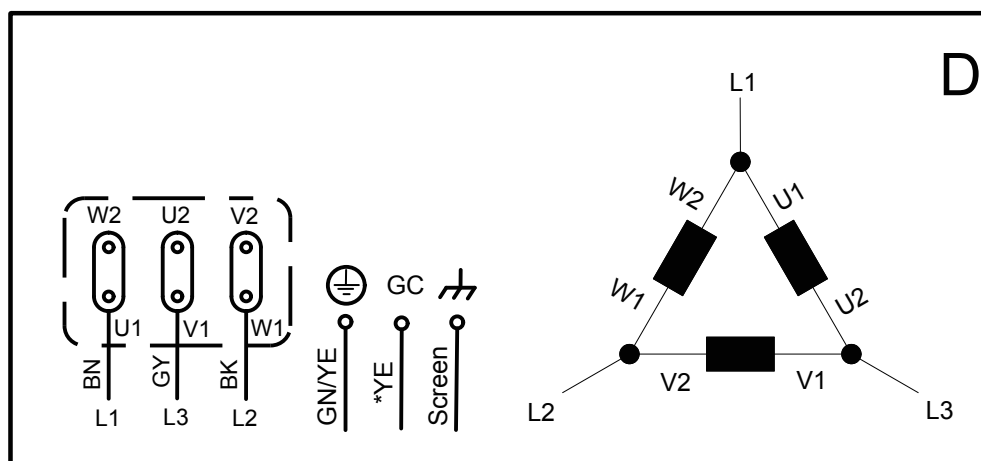 D
L1
W2
U1
W1
U2
V2
V1
L2
L3
W2 U2 V2
U1 V1 W1
BN GY BK
L1 L3 L2
GC
GN/YE *YE Screen